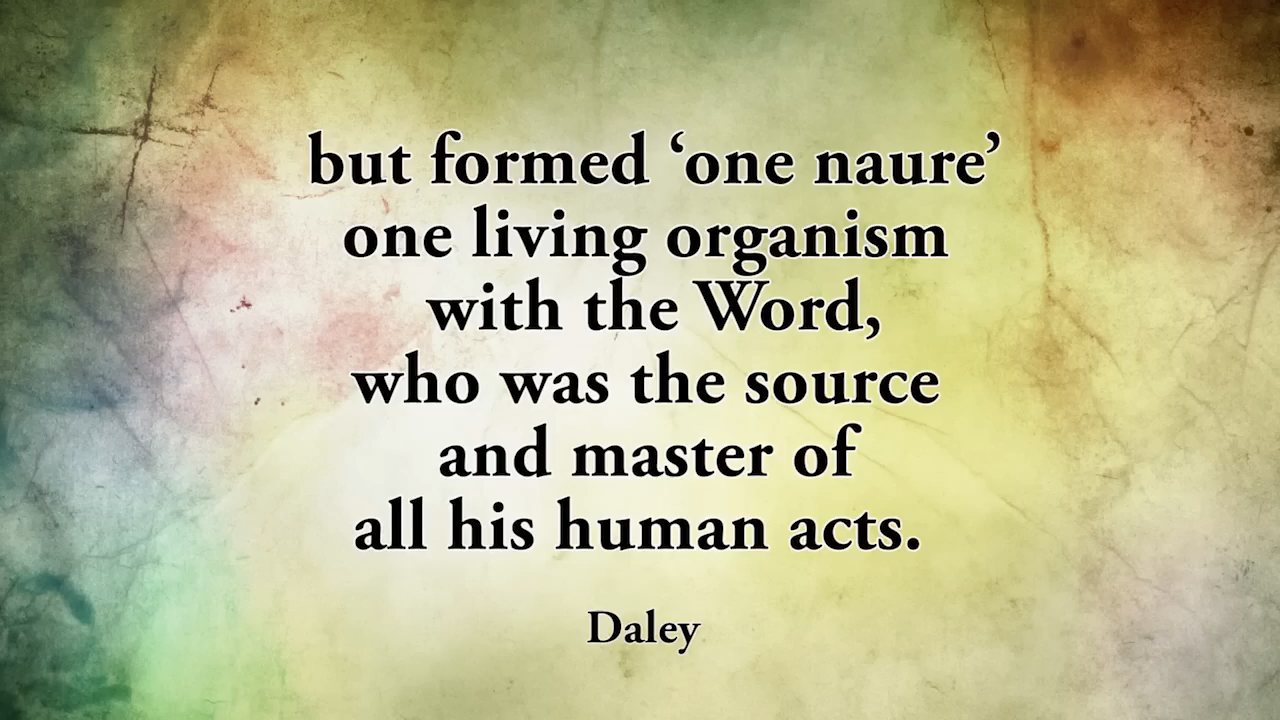 but formed ‘one naure’
one living organism
with the Word,
who was the source
and master of
all his human acts.
Daley